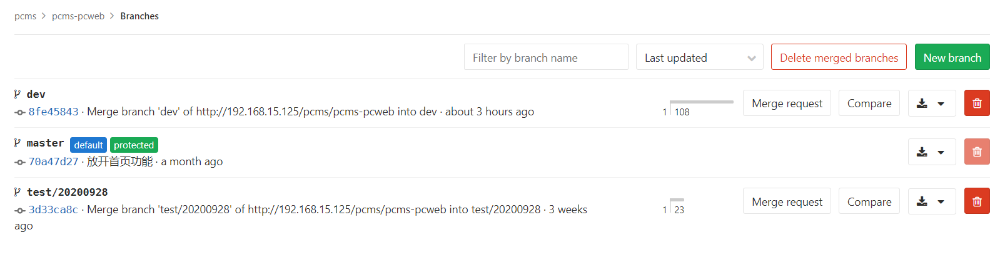 pcms > pcms-pcweb > Branches
Filter by branch name Last updated Delete merged branches New branch
dev
8fe45843 · Merge branch 'dev' of http://192.168.15.125/pcms/pcms-pcweb into dev · about 3 hours ago
1 108 Merge request Compare
master default protected
70a47d27 · 放开首页功能 · a month ago
test/20200928
3d33ca8c · Merge branch 'test/20200928' of http://192.168.15.125/pcms/pcms-pcweb into test/20200928 · 3 weeks
ago
1 23 Merge request Compare